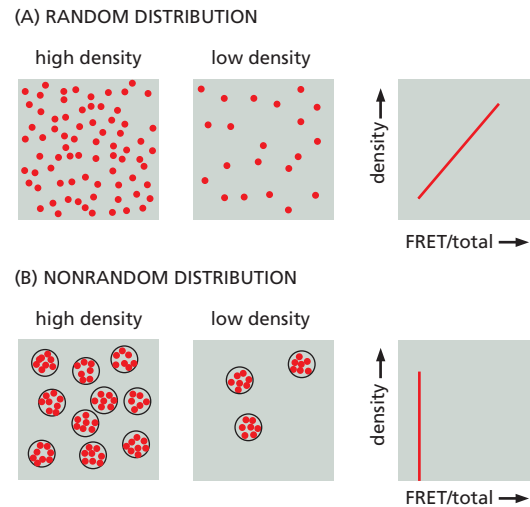 (A) RANDOM DISTRIBUTION
high density
low density
density
FRET/total
(B) NONRANDOM DISTRIBUTION
high density
low density
density
FRET/total